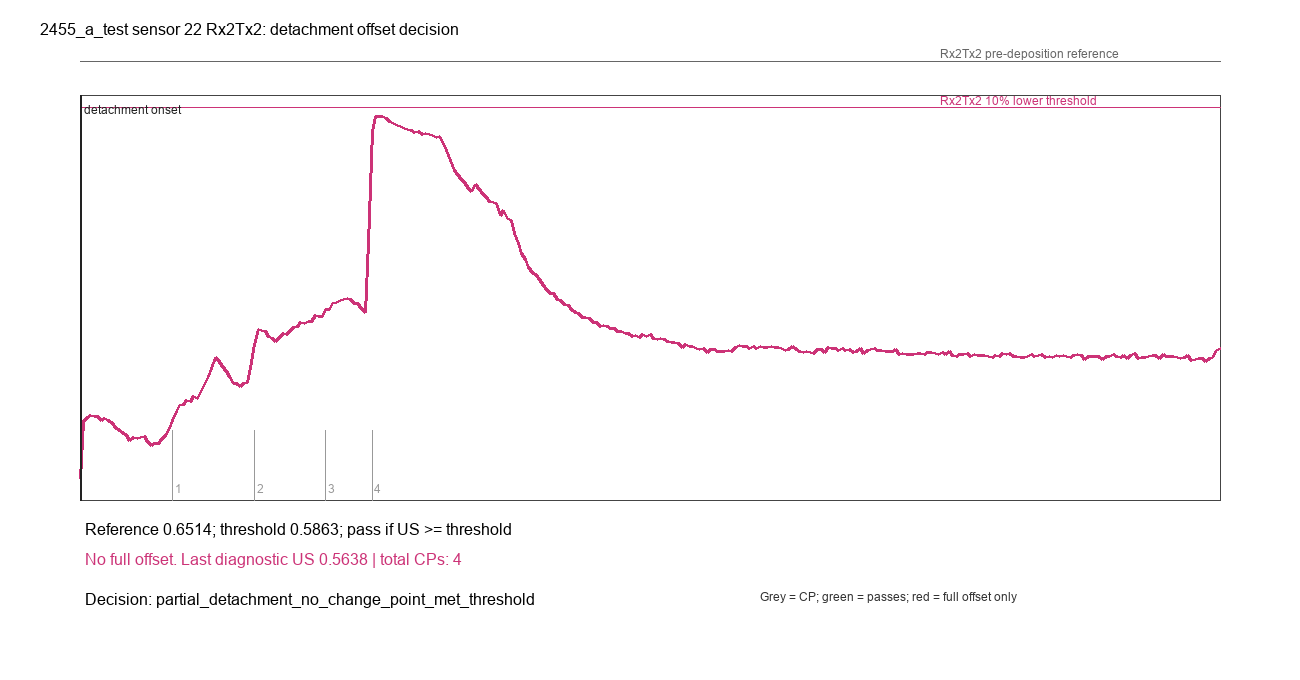 2455_a_test sensor 22 Rx2Tx2: detachment offset decision
Rx2Tx2 pre-deposition reference
Rx2Tx2 10% lower threshold
detachment onset
1
2
3
4
Reference 0.6514; threshold 0.5863; pass if US >= threshold
No full offset. Last diagnostic US 0.5638 | total CPs: 4
Decision: partial_detachment_no_change_point_met_threshold
Grey = CP; green = passes; red = full offset only